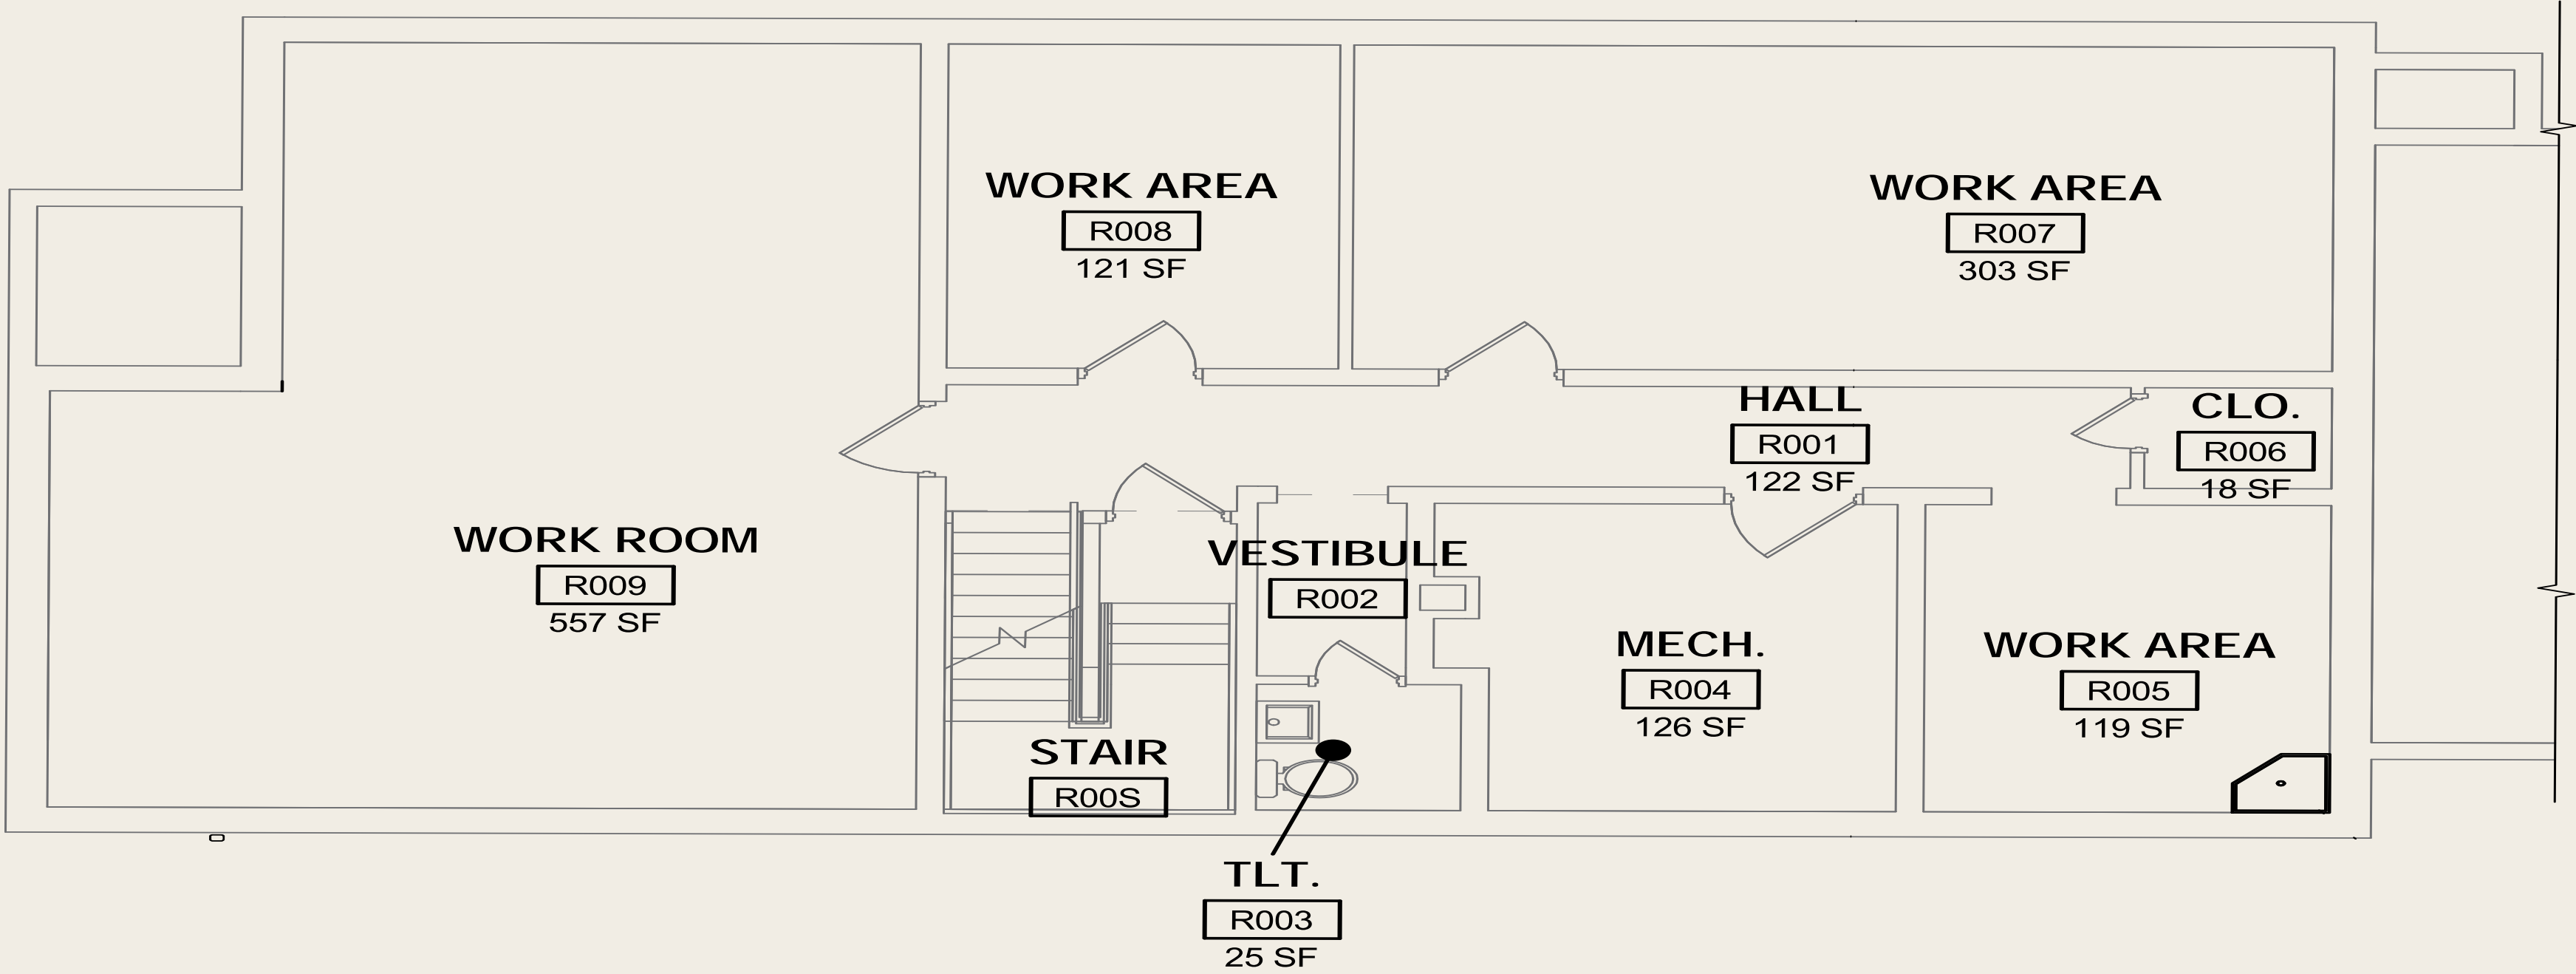 WORK AREA
R008
121 SF
WORK AREA
R007
303 SF
HALL
R001
122 SF
CLO.
R006
18 SF
WORK ROOM
R009
557 SF
VESTIBULE
R002
MECH.
R004
126 SF
WORK AREA
R005
119 SF
STAIR
R00S
TLT.
R003
25 SF